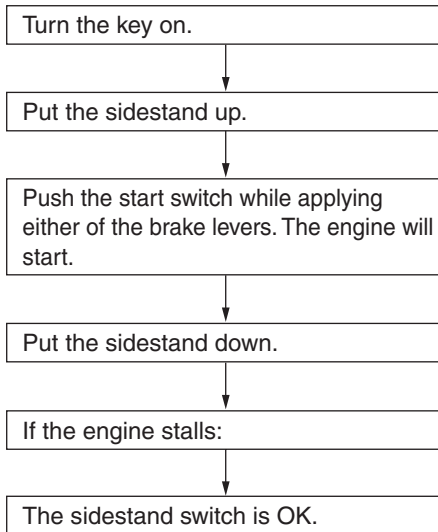 Turn the key on.
Put the sidestand up.
Push the start switch while applying
either of the brake levers. The engine will
start.
Put the sidestand down.
If the engine stalls:
The sidestand switch is OK.